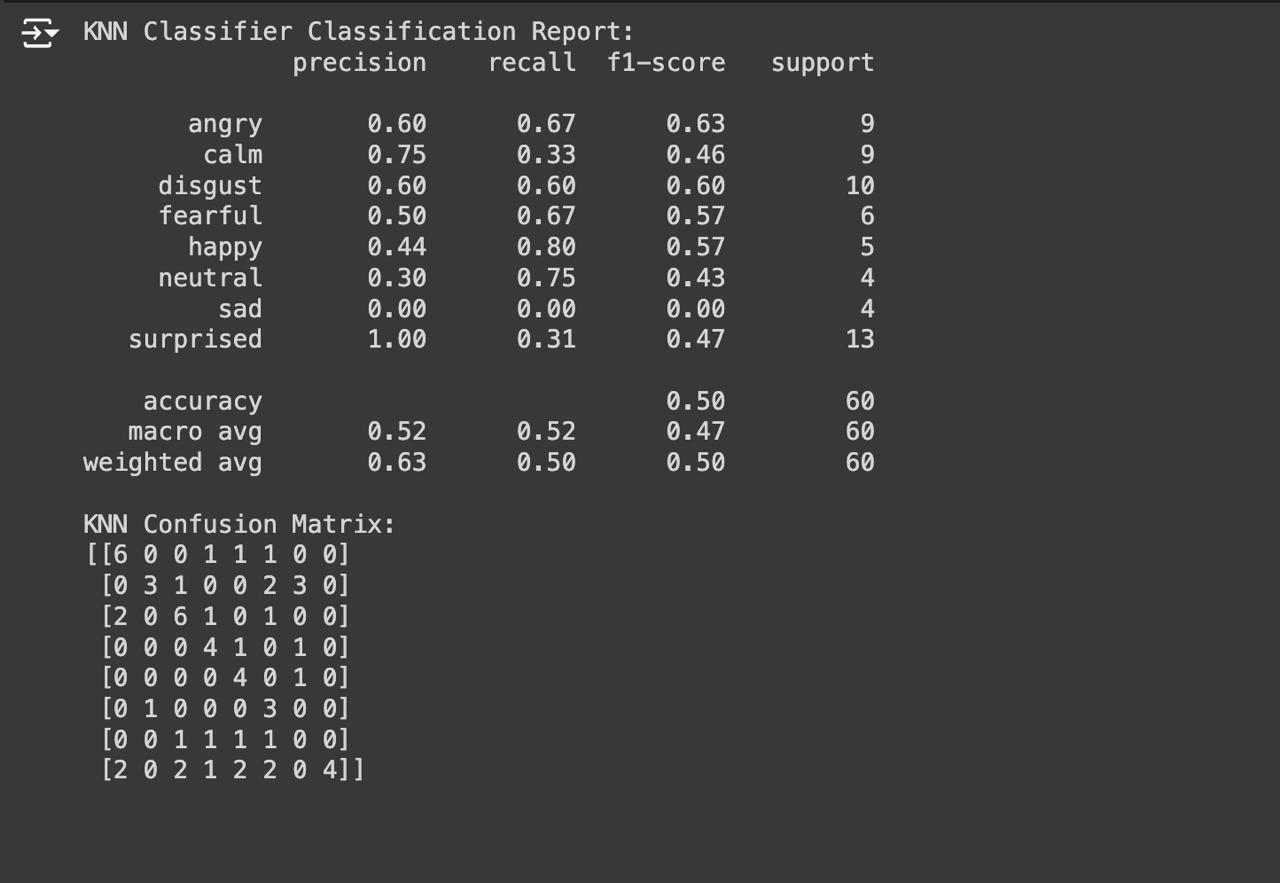 KNN Classifier Classification Report:
              precision    recall  f1-score   support

       angry       0.60      0.67      0.63         9
        calm       0.75      0.33      0.46         9
     disgust       0.60      0.60      0.60        10
     fearful       0.50      0.67      0.57         6
       happy       0.44      0.80      0.57         5
     neutral       0.30      0.75      0.43         4
         sad       0.00      0.00      0.00         4
   surprised       1.00      0.31      0.47        13

    accuracy                           0.50        60
   macro avg       0.52      0.52      0.47        60
weighted avg       0.63      0.50      0.50        60

KNN Confusion Matrix:
[[6 0 0 1 1 1 0 0]
 [0 3 1 0 0 2 3 0]
 [2 0 6 1 0 1 0 0]
 [0 0 0 4 1 0 1 0]
 [0 0 0 0 4 0 1 0]
 [0 1 0 0 0 3 0 0]
 [0 0 1 1 1 1 0 0]
 [2 0 2 1 2 2 0 4]]